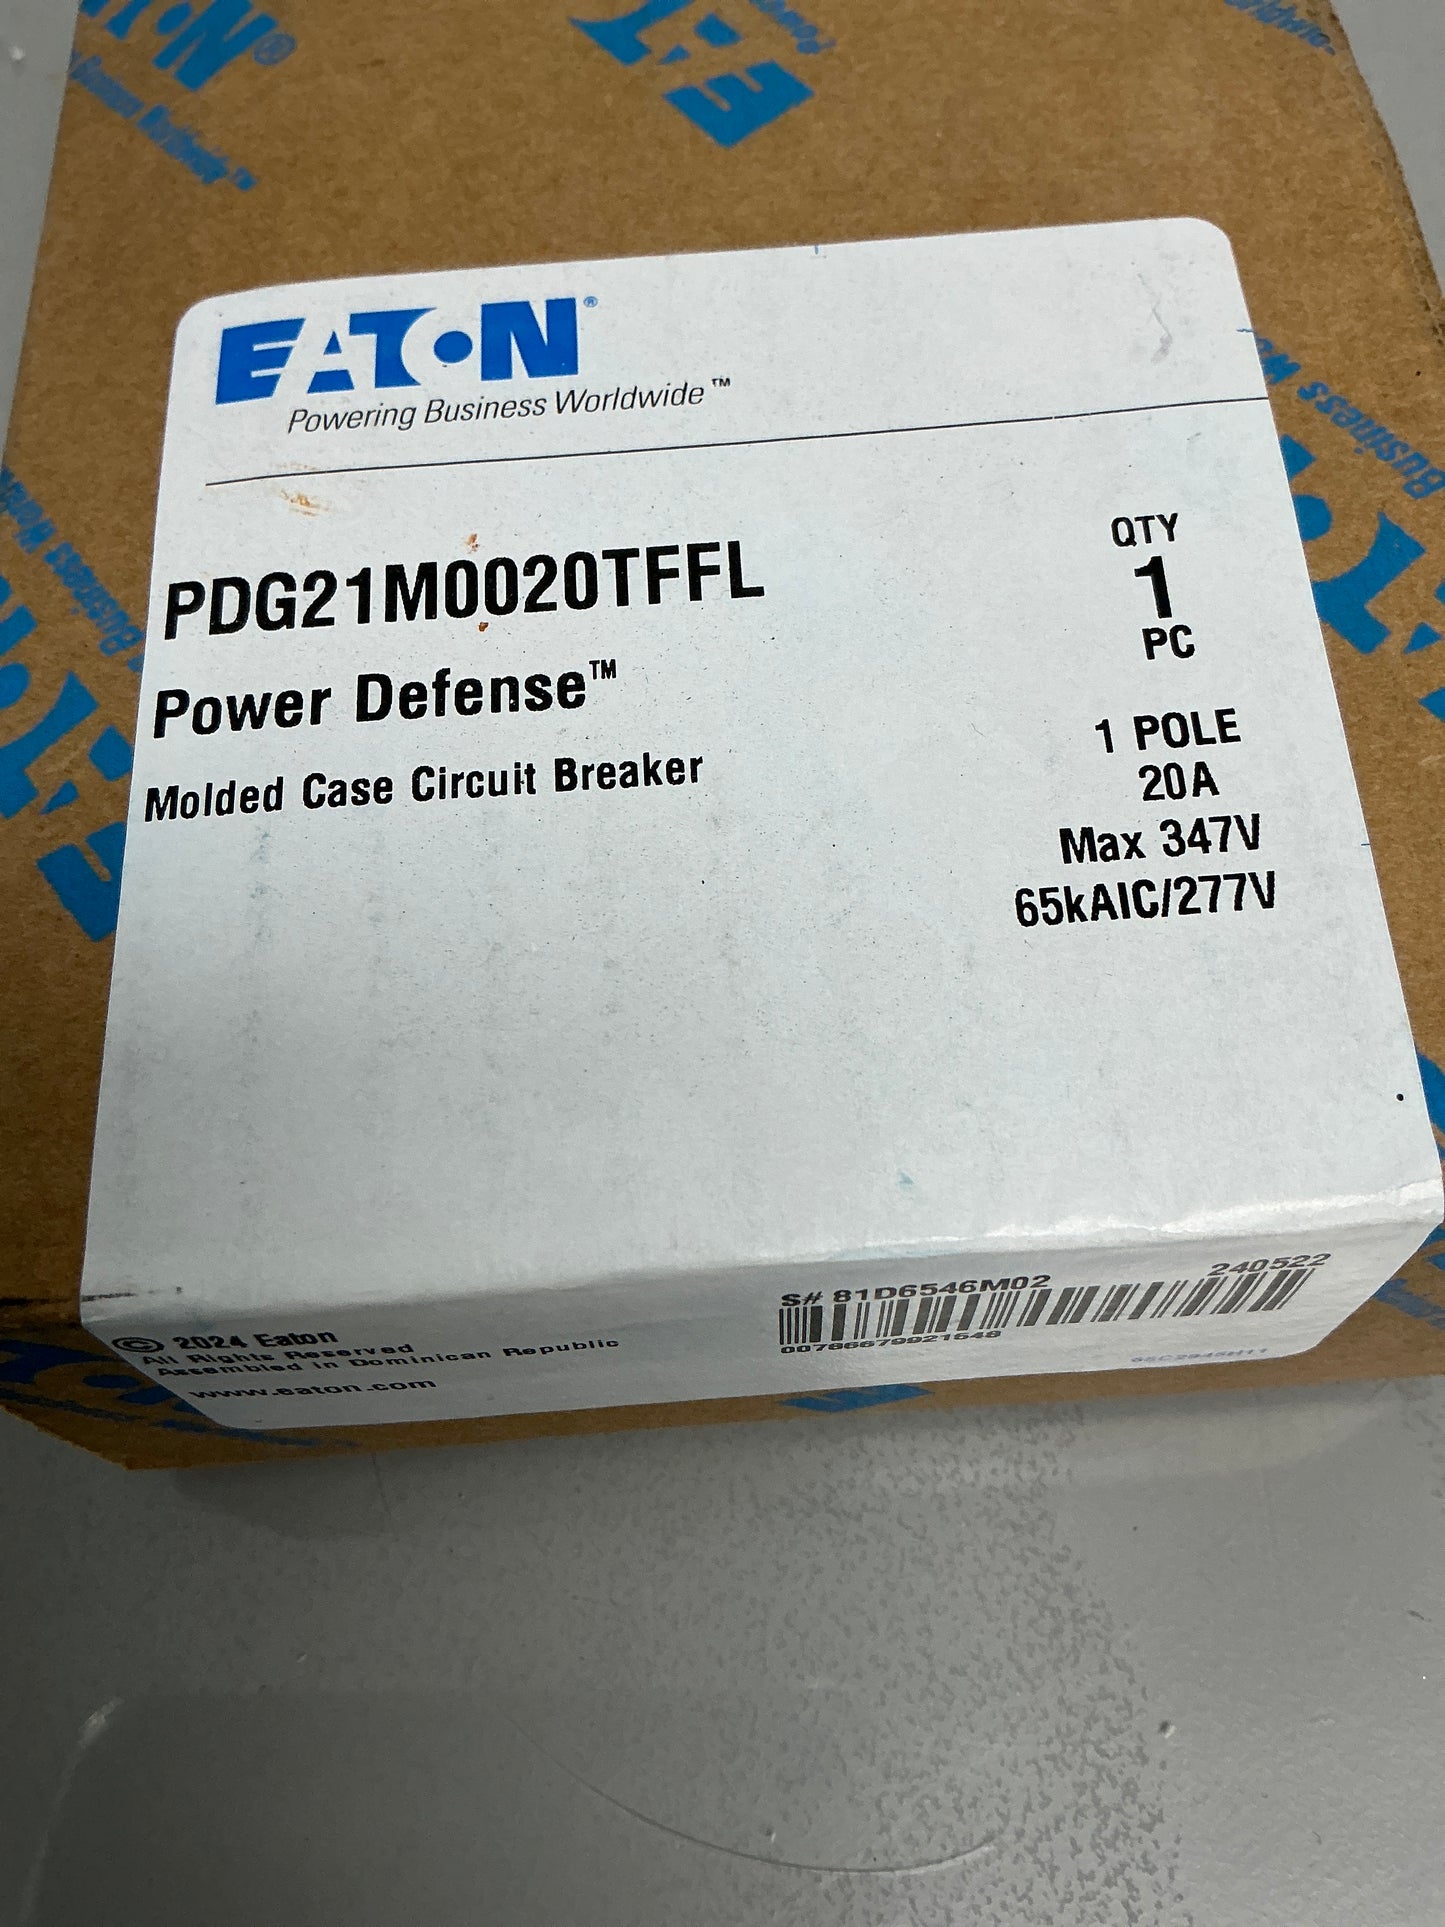 EATON®
Powering Business Worldwide™
PDG21M0020TFFL
Power Defense™
Molded Case Circuit Breaker
QTY
1
PC
1 POLE
20A
Max 347V
65kAIC/277V
© 2024 Eaton
All Rights Reserved
Assembled in Dominican Republic
www.eaton.com
S# 81D6546M02
240522